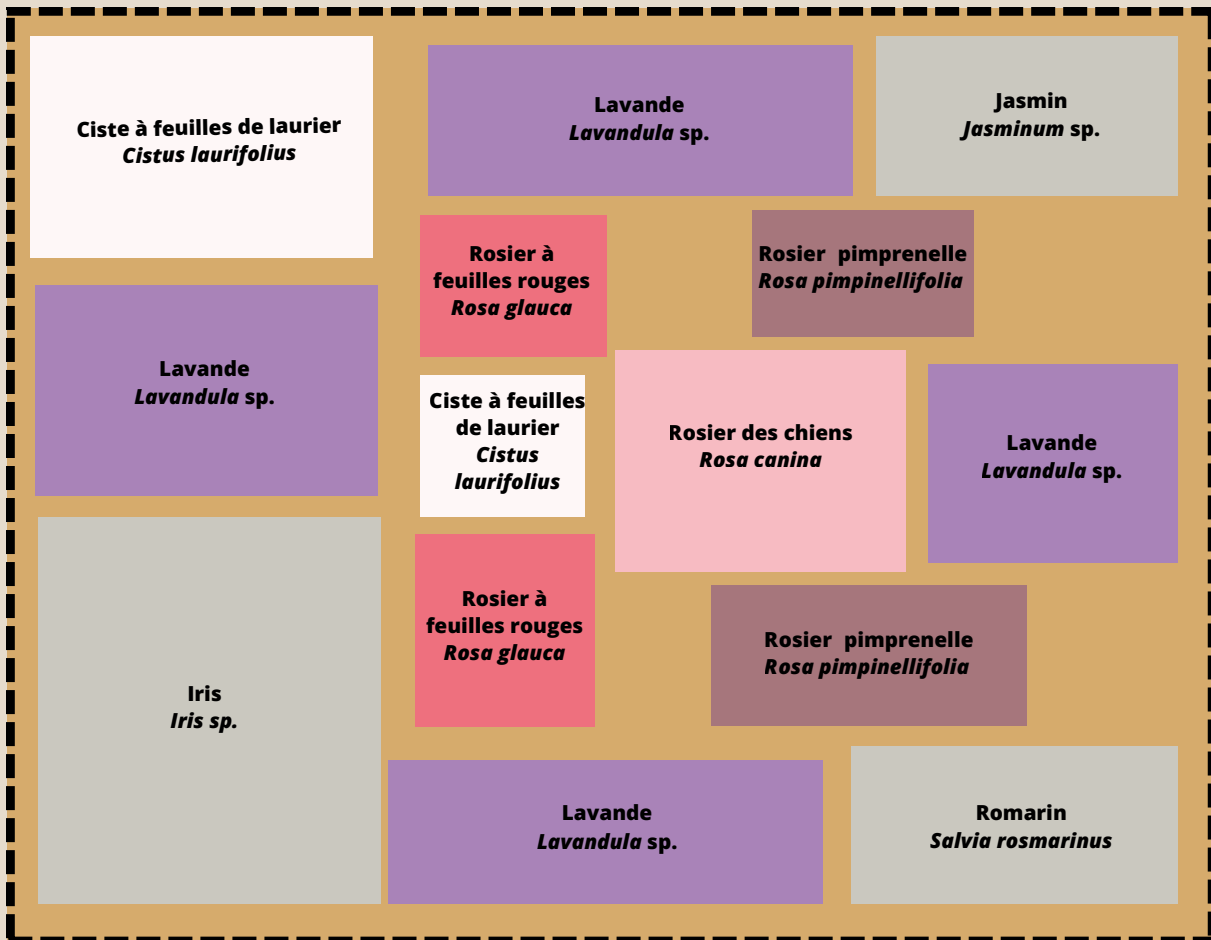 Ciste à feuilles de laurier
Cistus laurifolius
Lavande
Lavandula sp.
Jasmin
Jasminum sp.
Rosier à
feuilles rouges
Rosa glauca
Rosier pimprenelle
Rosa pimpinellifolia
Lavande
Lavandula sp.
Ciste à feuilles
de laurier
Cistus
laurifolius
Rosier des chiens
Rosa canina
Lavande
Lavandula sp.
Rosier à
feuilles rouges
Rosa glauca
Rosier pimprenelle
Rosa pimpinellifolia
Iris
Iris sp.
Lavande
Lavandula sp.
Romarin
Salvia rosmarinus